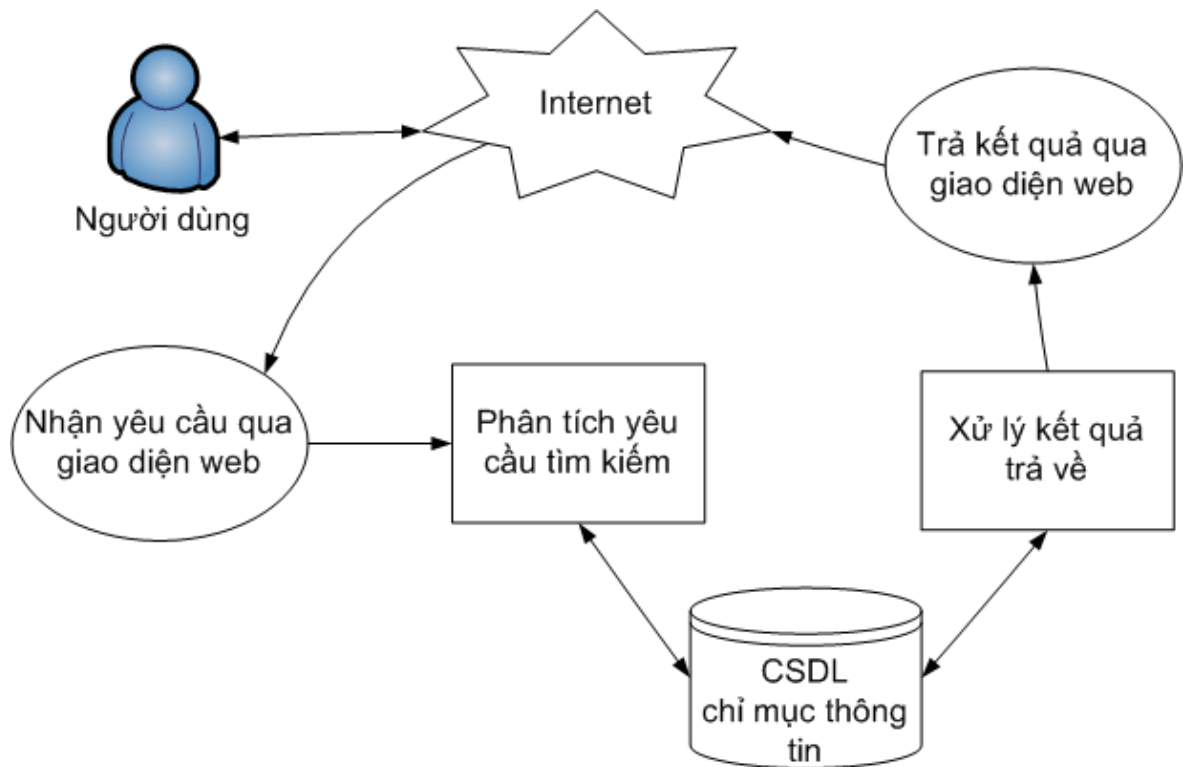 Internet
Trả kết quả qua
giao diện web
Người dùng
Nhận yêu cầu qua
giao diện web
Phân tích yêu
cầu tìm kiếm
Xử lý kết quả
trả về
CSDL
chỉ mục thông
tin